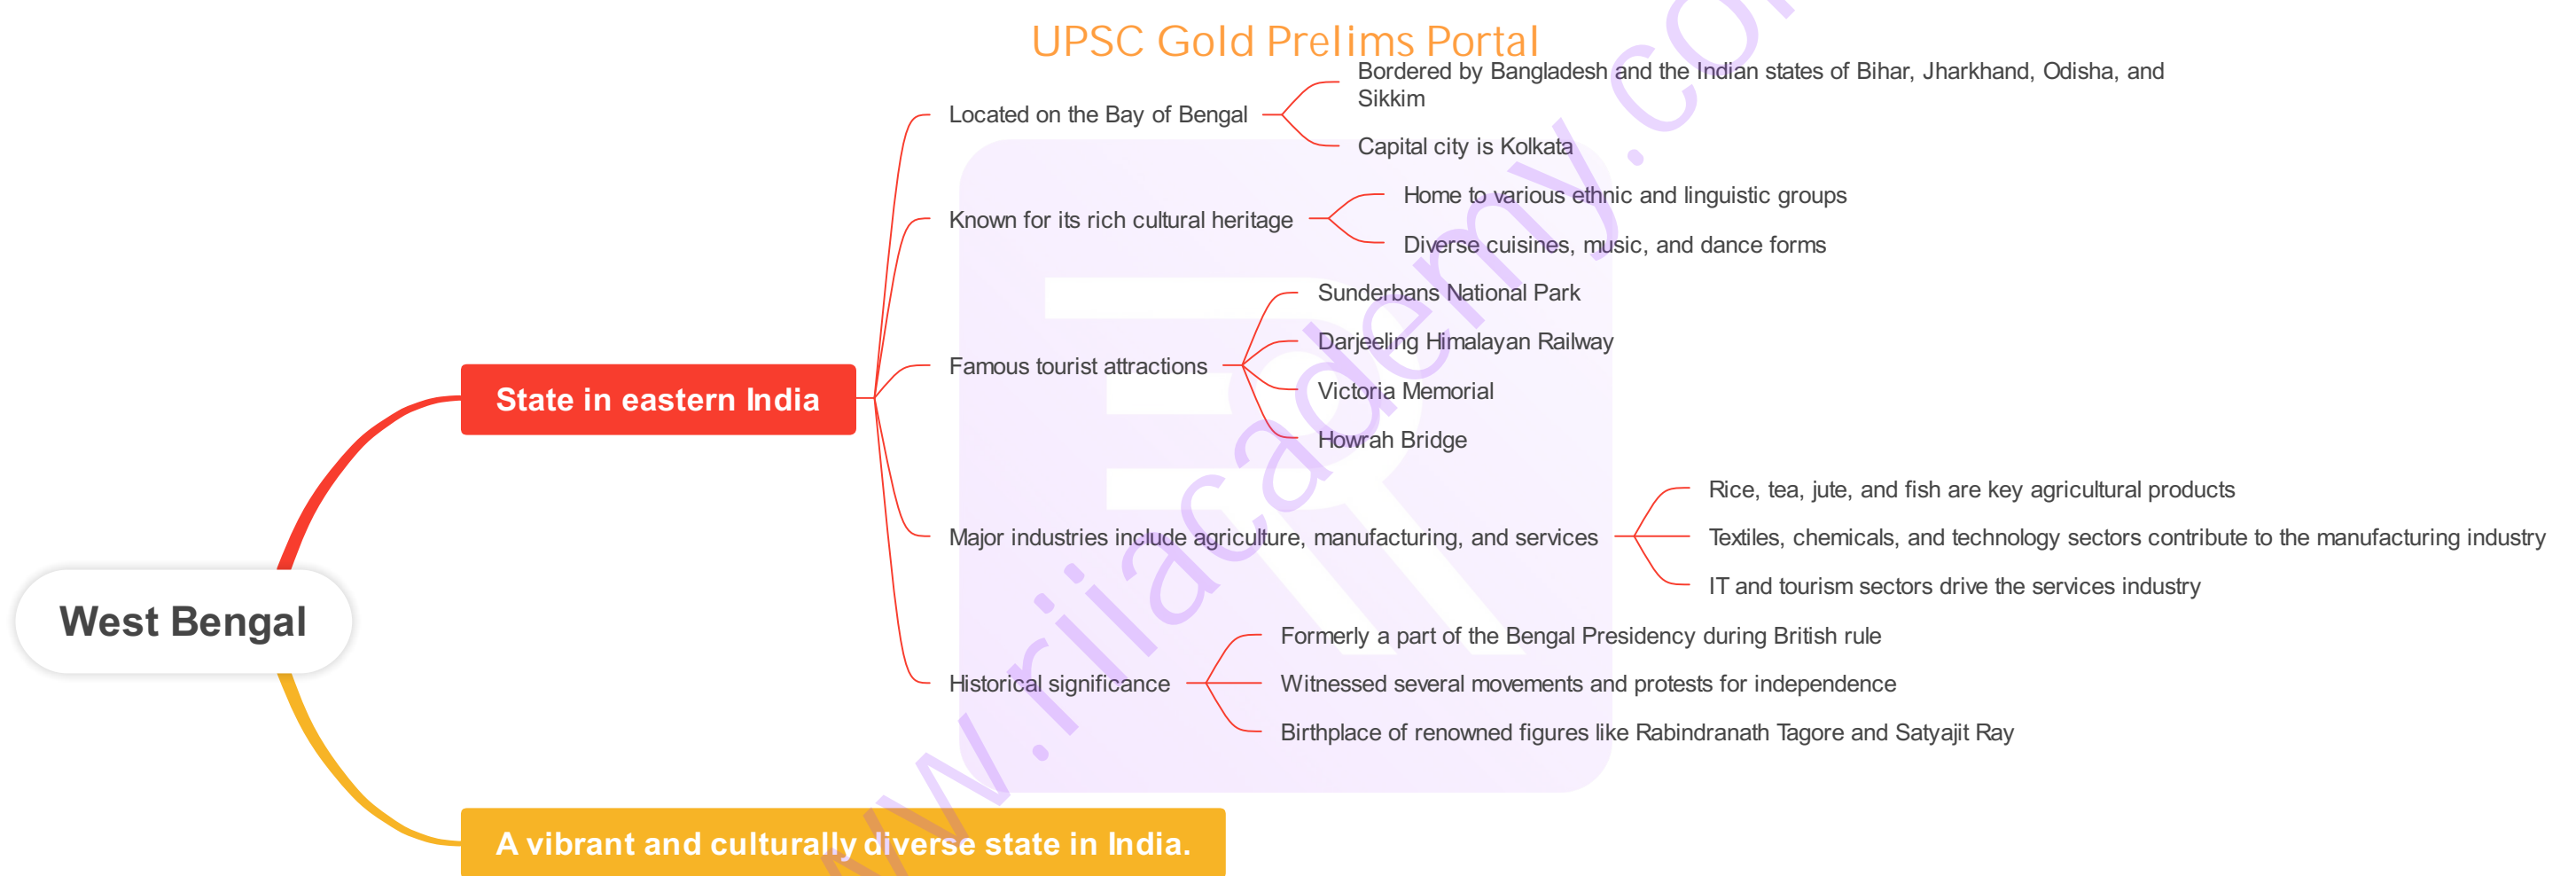 UPSC Gold Prelims Portal
Bordered by Bangladesh and the Indian states of Bihar, Jharkhand, Odisha, and
Sikkim
Located on the Bay of Bengal
Capital city is Kolkata
Home to various ethnic and linguistic groups
Known for its rich cultural heritage
Diverse cuisines, music, and dance forms
Sunderbans National Park
Darjeeling Himalayan Railway
Famous tourist attractions
Victoria Memorial
State in eastern India
Howrah Bridge
Rice, tea, jute, and fish are key agricultural products
Major industries include agriculture, manufacturing, and services
Textiles, chemicals, and technology sectors contribute to the manufacturing industry
IT and tourism sectors drive the services industry
West Bengal
Formerly a part of the Bengal Presidency during British rule
Historical significance
Witnessed several movements and protests for independence
Birthplace of renowned figures like Rabindranath Tagore and Satyajit Ray
A vibrant and culturally diverse state in India.